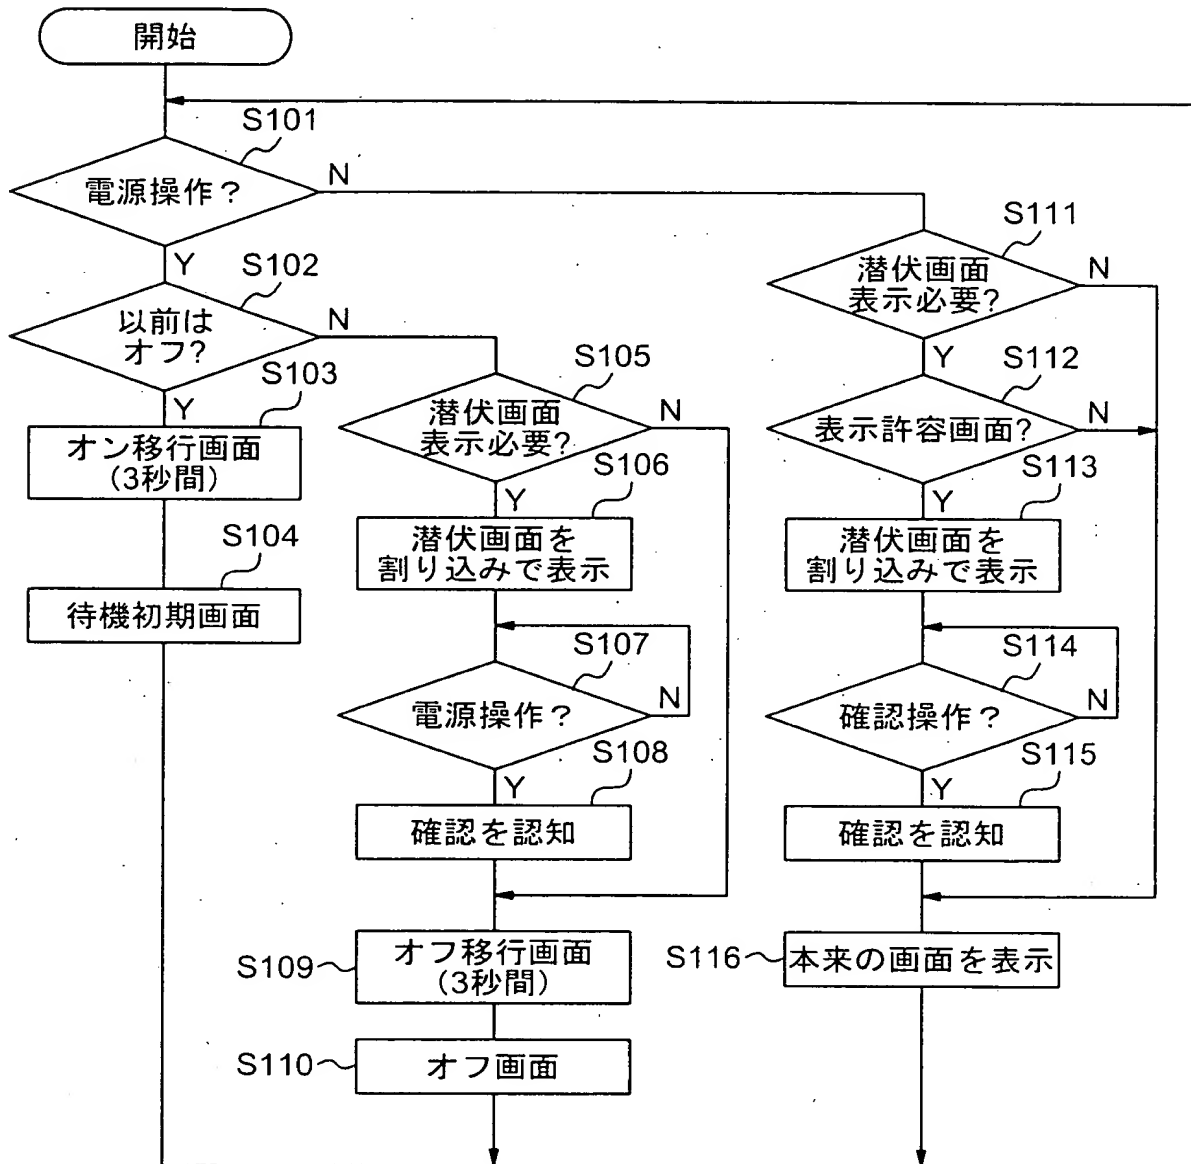 開始
S101
電源操作?
N
Y
S102
以前は
オフ?
N
Y
S103
オン移行画面
(3秒間)
S104
待機初期画面
S105
潜伏画面
表示必要?
N
Y
S106
潜伏画面を
割り込みで表示
S107
電源操作?
N
Y
S108
確認を認知
S109
オフ移行画面
(3秒間)
S110
オフ画面
S111
潜伏画面
表示必要?
N
Y
S112
表示許容画面?
N
Y
S113
潜伏画面を
割り込みで表示
S114
確認操作?
N
Y
S115
確認を認知
S116
本来の画面を表示